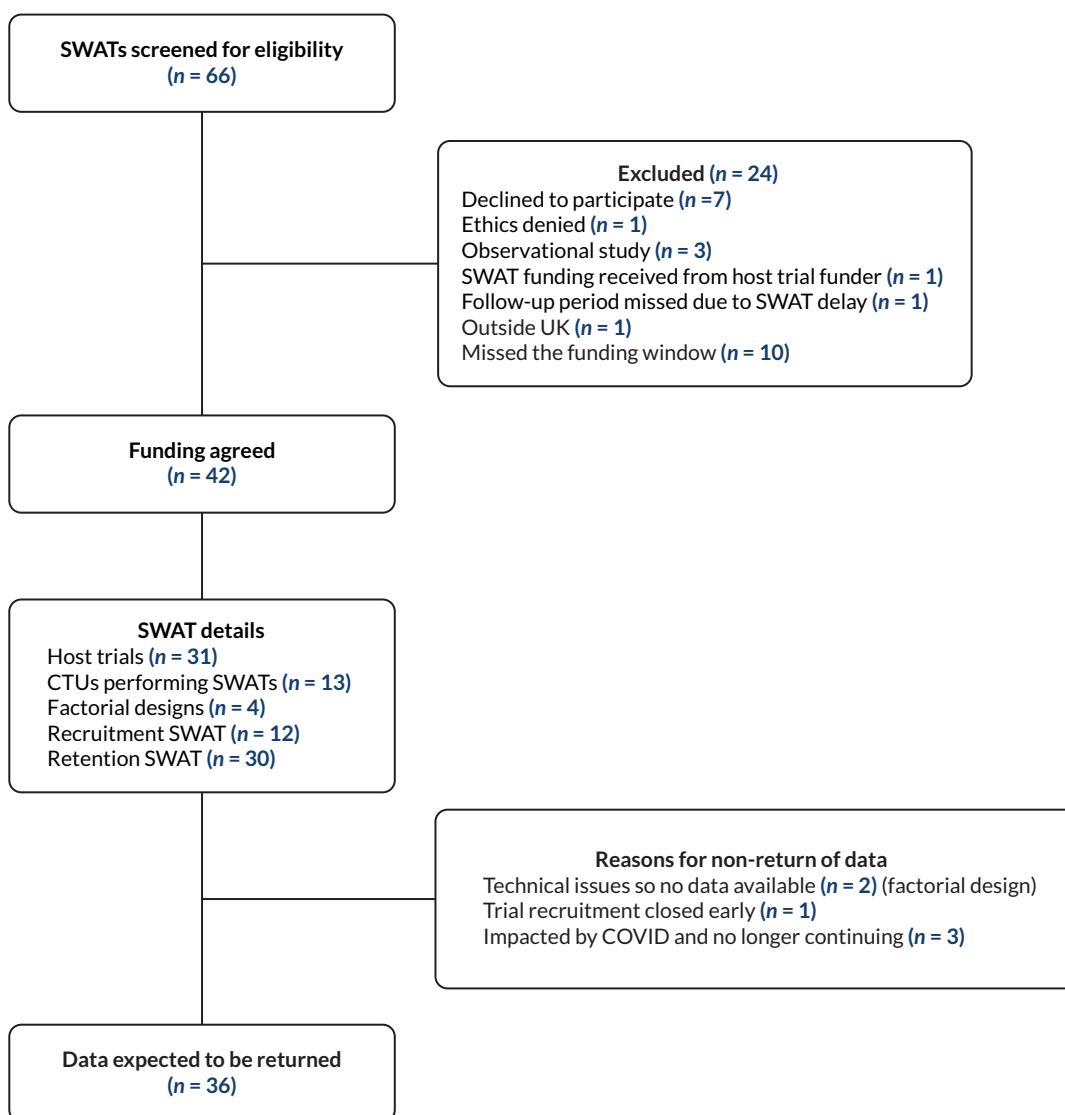 SWATs screened for eligibility
(n = 66)
Excluded (n = 24)
Declined to participate (n =7)
Ethics denied (n = 1)
Observational study (n = 3)
SWAT funding received from host trial funder (n = 1)
Follow-up period missed due to SWAT delay (n = 1)
Outside UK (n = 1)
Missed the funding window (n = 10)
Funding agreed
(n = 42)
SWAT details
Host trials (n = 31)
CTUs performing SWATs (n = 13)
Factorial designs (n = 4)
Recruitment SWAT (n = 12)
Retention SWAT (n = 30)
Reasons for non-return of data
Technical issues so no data available (n = 2) (factorial design)
Trial recruitment closed early (n = 1)
Impacted by COVID and no longer continuing (n = 3)
Data expected to be returned
(n = 36)